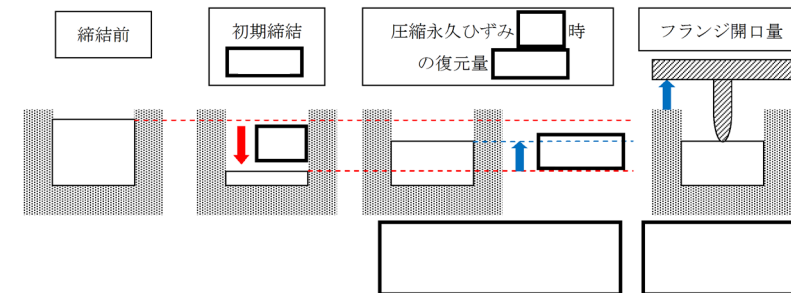 締結前
初期締結
圧縮永久ひずみ 時
の復元量
フランジ開口量